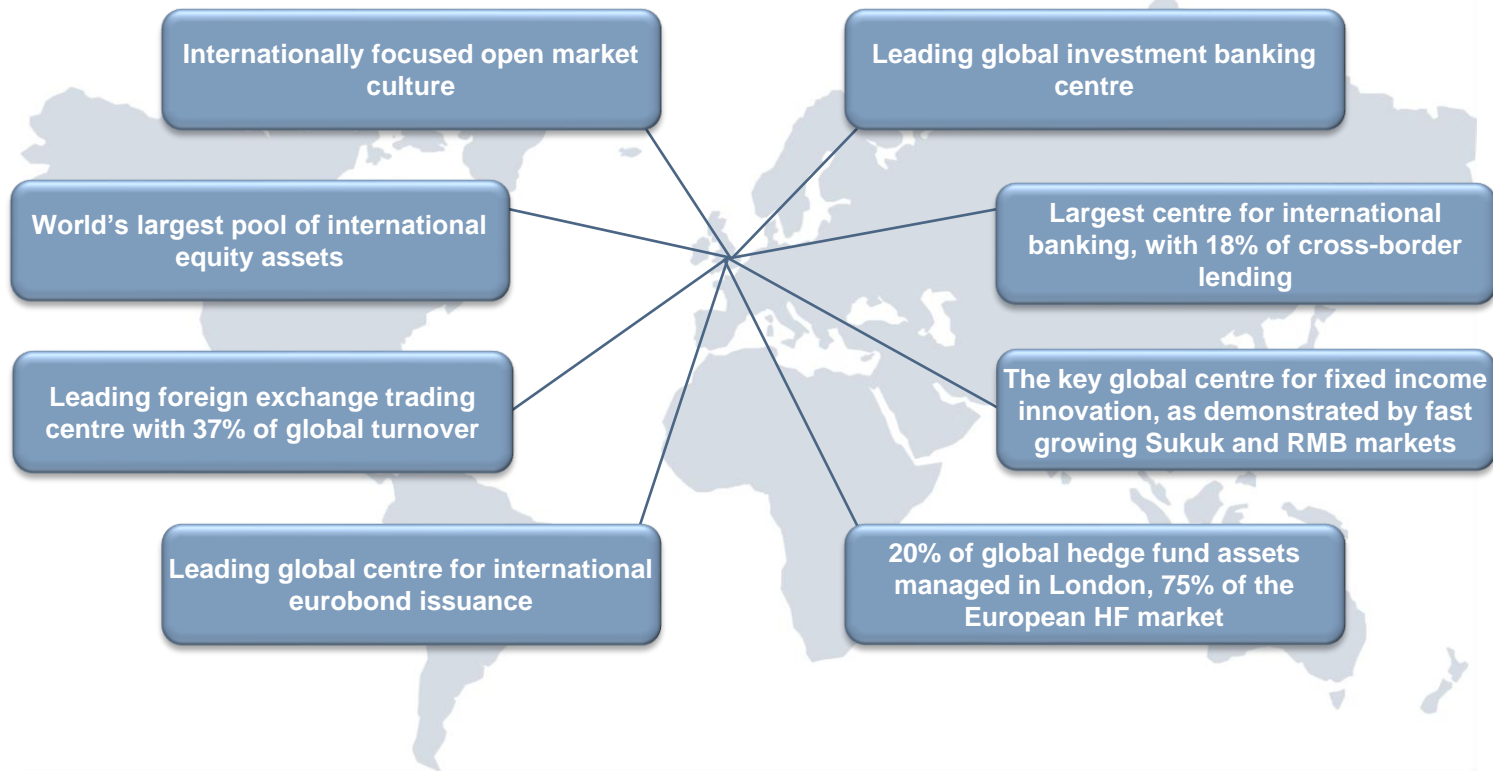 Internationally focused open market
culture
Leading global investment banking
centre
World’s largest pool of international
equity assets
Largest centre for international
banking, with 18% of cross-border
lending
Leading foreign exchange trading
centre with 37% of global turnover
The key global centre for fixed income
innovation, as demonstrated by fast
growing Sukuk and RMB markets
Leading global centre for international
eurobond issuance
20% of global hedge fund assets
managed in London, 75% of the
European HF market